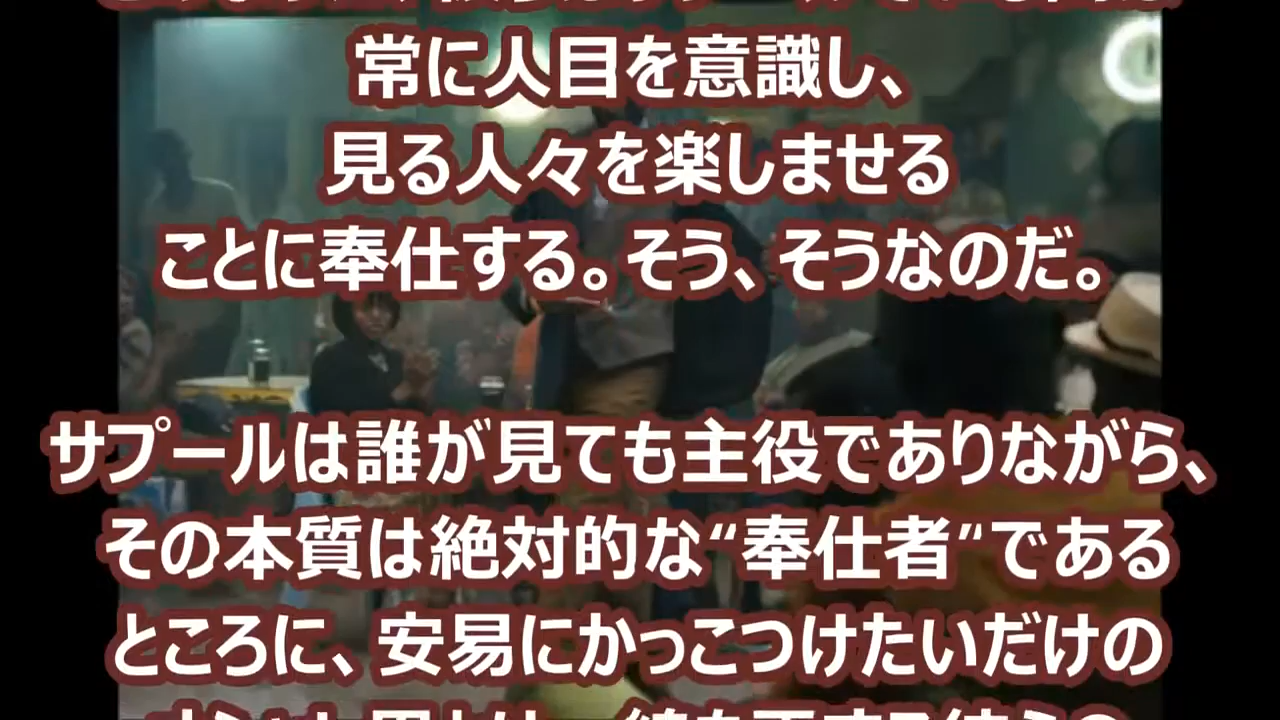 常に人目を意識し、
見る人々を楽しませる
ことに奉仕する。そう、そうなのだ。
サプールは誰が見ても主役でありながら、
その本質は絶対的な“奉仕者“である
ところに、安易にかっこつけたいだけの